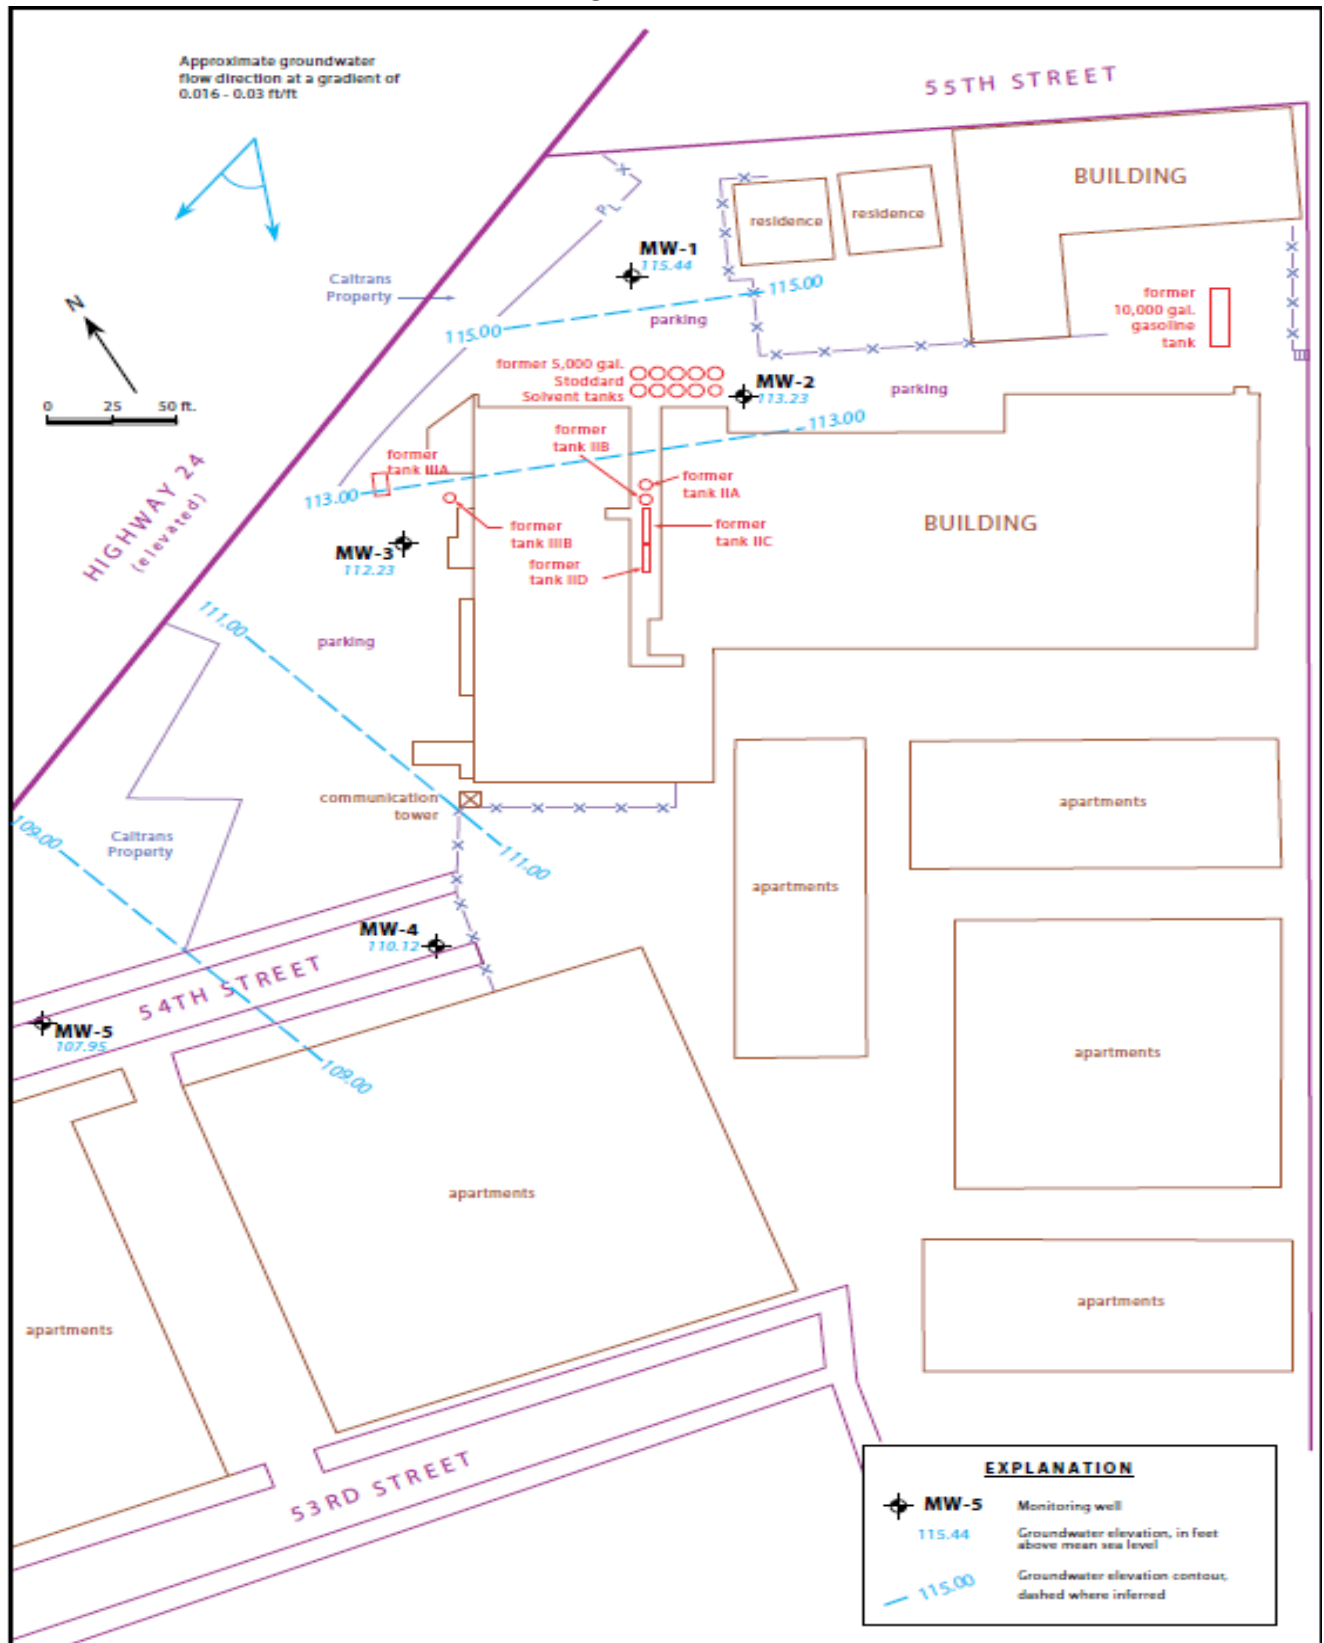 Approximate groundwater
flow direction at a gradient of
0.016 - 0.03 ft/ft
55TH STREET
BUILDING
residence
residence
MW-1
115.44
Caltrans
Property
115.00
115.00
parking
former
10,000 gal.
gasoline
tank
N
0 25 50 ft.
former 5,000 gal.
Stoddard
Solvent tanks
MW-2
113.23
parking
113.00
former
tank IIB
former
tank IIIA
former
tank IIA
113.00
HIGHWAY 24
(elevated)
former
tank IIIB
former
tank IIC
BUILDING
MW-3
112.23
former
tank IID
111.00
parking
communication
tower
apartments
109.00
Caltrans
Property
111.00
apartments
MW-4
110.12
54TH STREET
MW-5
107.95
109.00
apartments
apartments
apartments
apartments
53RD STREET
EXPLANATION
MW-5 Monitoring well
115.44 Groundwater elevation, in feet
above mean sea level
115.00 Groundwater elevation contour,
dashed where inferred
PL